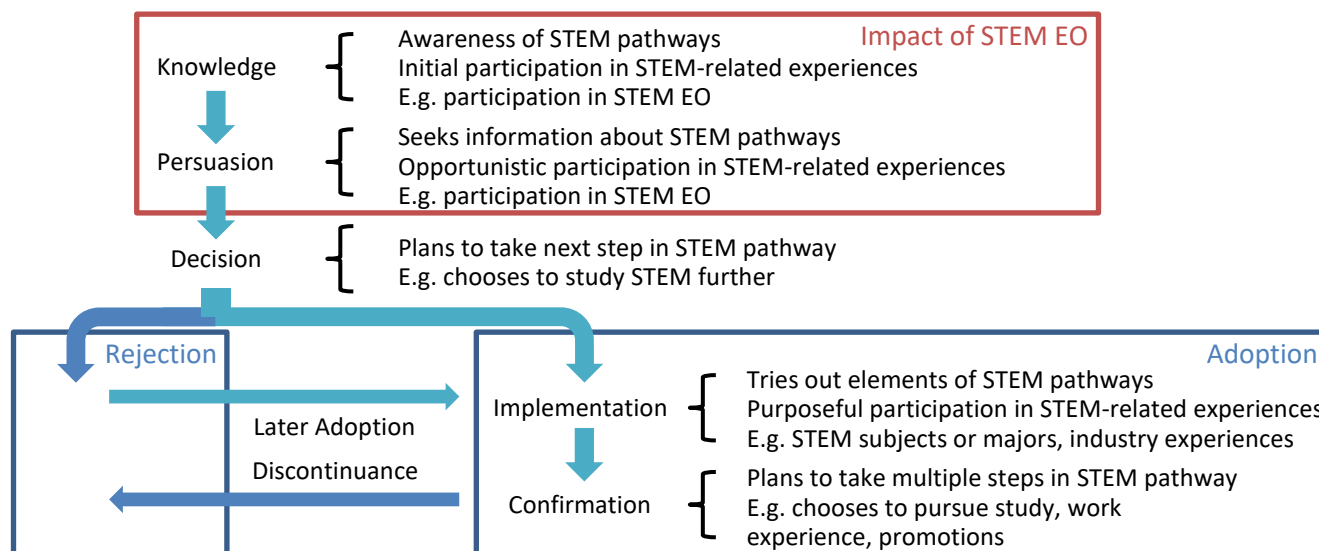 Impact of STEM EO
Knowledge
Awareness of STEM pathways
Initial participation in STEM-related experiences
E.g. participation in STEM EO
Persuasion
Seeks information about STEM pathways
Opportunistic participation in STEM-related experiences
E.g. participation in STEM EO
Decision
Plans to take next step in STEM pathway
E.g. chooses to study STEM further
Rejection
Later Adoption
Discontinuance
Adoption
Implementation
Tries out elements of STEM pathways
Purposeful participation in STEM-related experiences
E.g. STEM subjects or majors, industry experiences
Confirmation
Plans to take multiple steps in STEM pathway
E.g. chooses to pursue study, work
experience, promotions